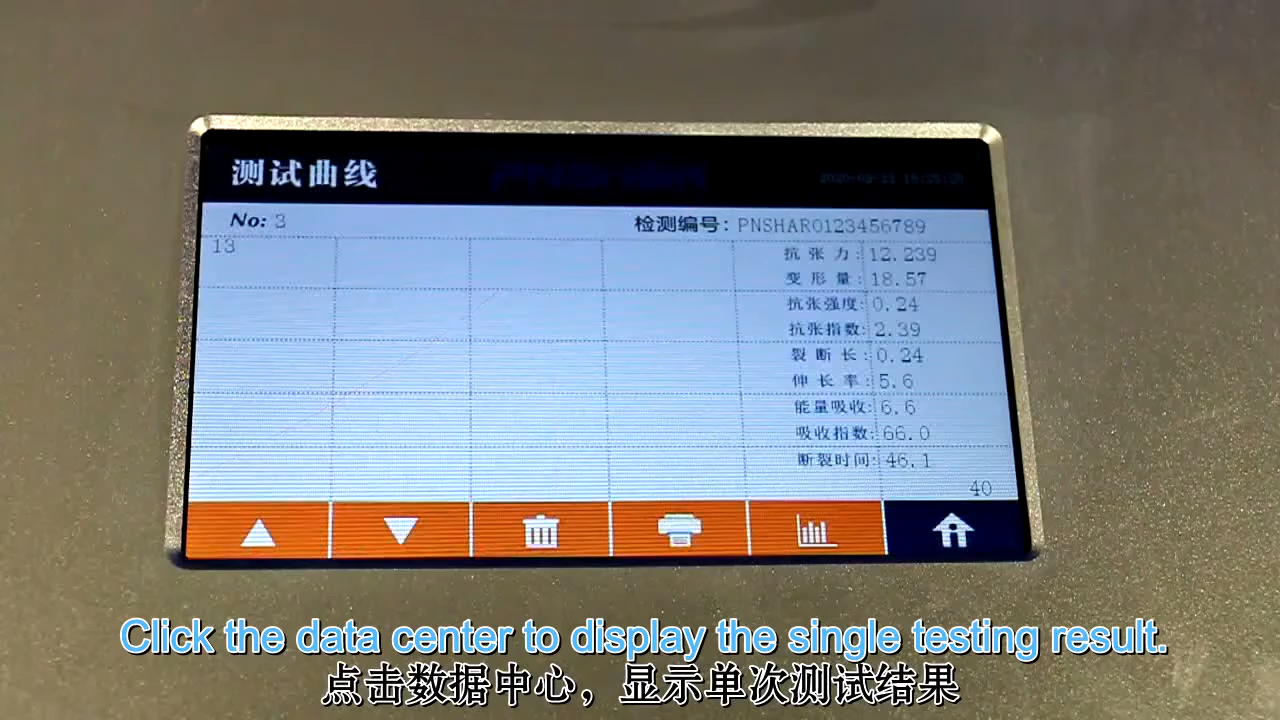 测试曲线
No: 3
检测编号: PNSHAR0123456789
13
抗张力: 12.239
变形量: 18.57
抗张强度: 0.24
抗张指数: 2.39
裂断长: 0.24
伸长率: 5.6
能量吸收: 6.6
吸收指数: 66.0
断裂时间: 46.1
40
Click the data center to display the single testing result.
点击数据中心，显示单次测试结果